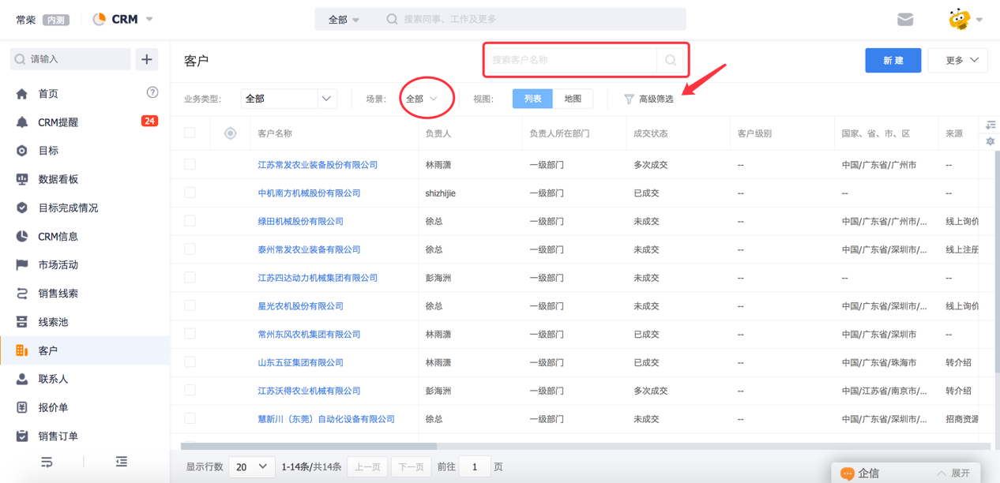 常柴 内测 CRM 全部 搜索同事、工作及更多
请输入
客户 搜索客户名称 新 建 更多
首页
CRM提醒 24
目标
数据看板
目标完成情况
CRM信息
市场活动
销售线索
线索池
客户
联系人
报价单
销售订单
业务类型: 全部 场景: 全部 视图: 列表 地图 高级筛选
客户名称 负责人 负责人所在部门 成交状态 客户级别 国家、省、市、区 来源
江苏常发农业装备股份有限公司 林雨潇 一级部门 多次成交 -- 中国/广东省/广州市 --
中机南方机械股份有限公司 shizhijie 一级部门 已成交 -- -- --
绿田机械股份有限公司 徐总 一级部门 未成交 -- 中国/广东省/广州市/... 线上询价
泰州常发农业装备有限公司 徐总 一级部门 未成交 -- 中国/广东省/深圳市/... 线上注册
江苏四达动力机械集团有限公司 彭海洲 一级部门 未成交 -- -- --
星光农机股份有限公司 徐总 一级部门 未成交 -- 中国/广东省/深圳市/... 线上询价
常州东风农机集团有限公司 林雨潇 一级部门 已成交 -- 中国/广东省/深圳市 --
山东五征集团有限公司 林雨潇 一级部门 已成交 -- 中国/广东省/珠海市 转介绍
江苏沃得农业机械有限公司 彭海洲 一级部门 多次成交 -- 中国/江苏省/南京市/... 转介绍
慧新川（东莞）自动化设备有限公司 徐总 一级部门 未成交 -- 中国/广东省/深圳市/... 招商资源
显示行数 20 1-14条/共14条 上一页 下一页 前往 1 页
企信 展开